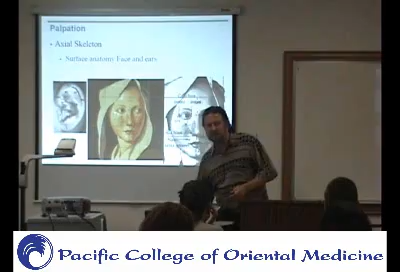 Palpation
- Axial Skeleton
- Surface anatomy Face and ears
Pacific College of Oriental Medicine